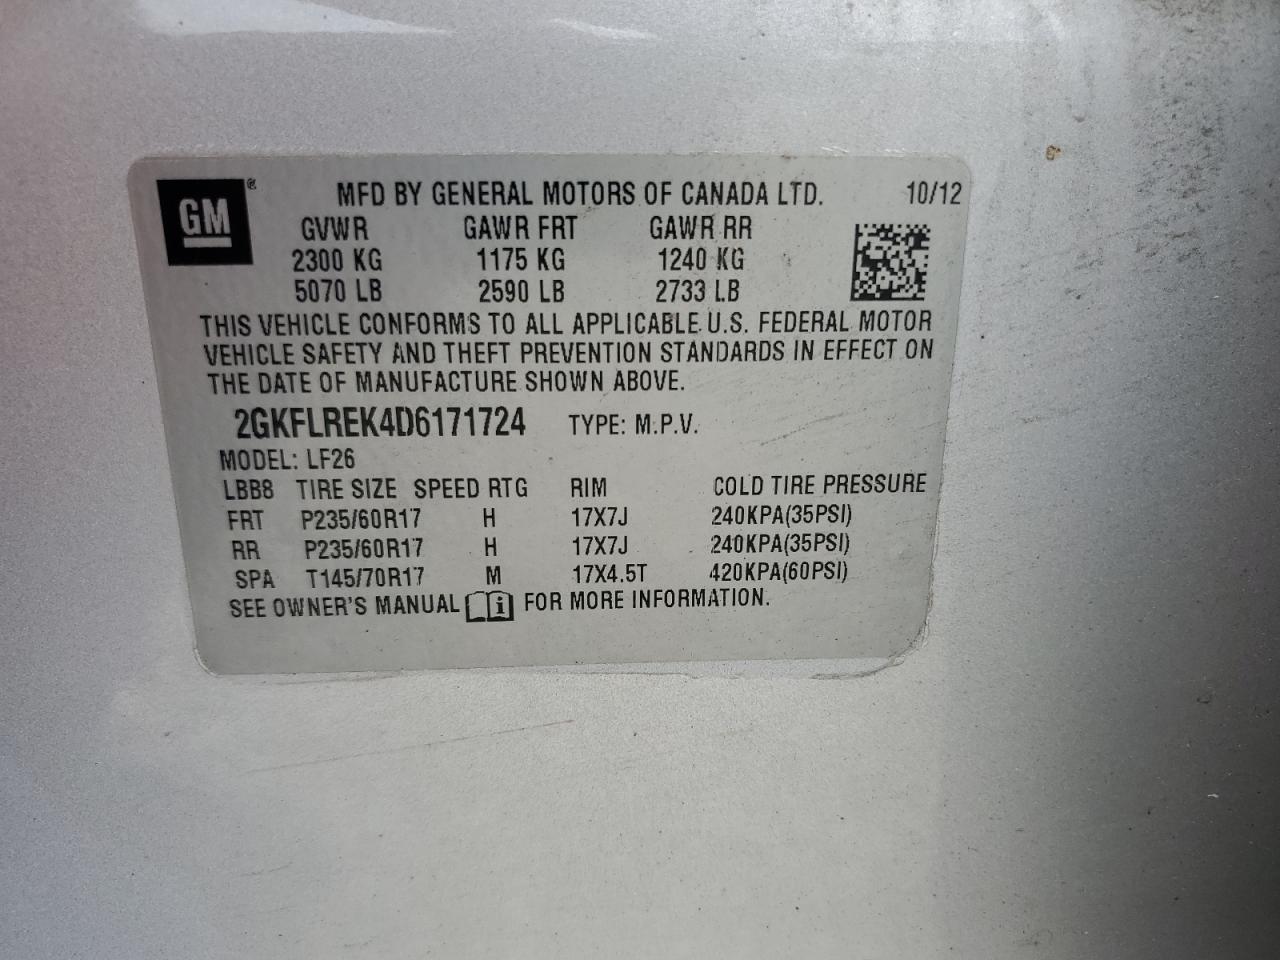 GM ® MFD BY GENERAL MOTORS OF CANADA LTD. 10/12
GVWR GAWR FRT GAWR RR
2300 KG 1175 KG 1240 KG
5070 LB 2590 LB 2733 LB
THIS VEHICLE CONFORMS TO ALL APPLICABLE U.S. FEDERAL MOTOR
VEHICLE SAFETY AND THEFT PREVENTION STANDARDS IN EFFECT ON
THE DATE OF MANUFACTURE SHOWN ABOVE.
2GKFLREK4D6171724 TYPE: M.P.V.
MODEL: LF26
LBB8 TIRE SIZE SPEED RTG RIM COLD TIRE PRESSURE
FRT P235/60R17 H 17X7J 240KPA(35PSI)
RR P235/60R17 H 17X7J 240KPA(35PSI)
SPA T145/70R17 M 17X4.5T 420KPA(60PSI)
SEE OWNER'S MANUAL i FOR MORE INFORMATION.